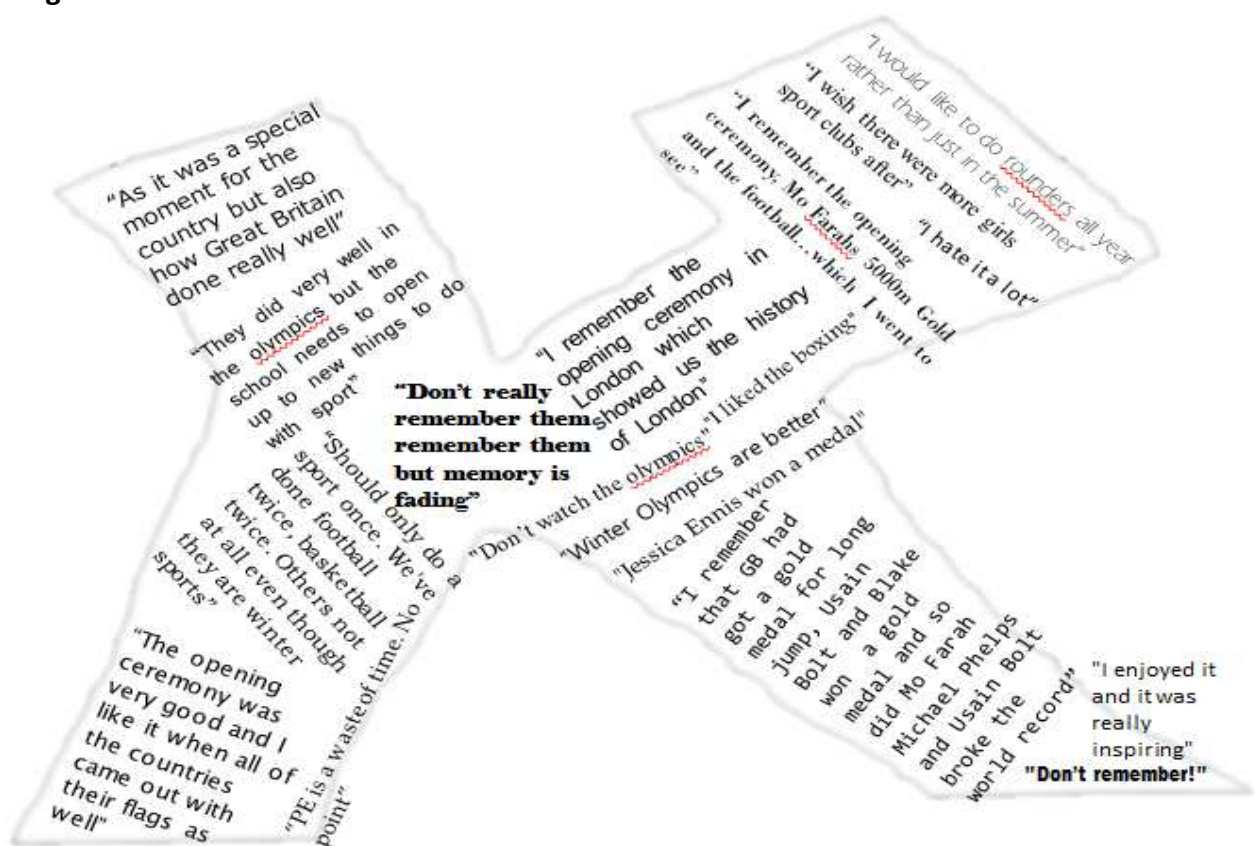 g
"As it was a special
moment for the
country but also
how Great Britain
done really well"
"They did very well in
the olympics but the
school needs to open
up to new things to do
with sport"
"Should only do a
sport once. We've
done football
twice, basketball
twice. Others not
at all even though
they are winter
sports"
"The opening
ceremony was
very good and I
like it when all of
the countries
came out with
their flags as
well"
"PE is a waste of time. No
point"
"Don't really
remember them
remember them
but memory is
fading"
"I remember the
opening ceremony in
London which
showed us the history
of London"
"I would like to do rounders all year
rather than just in the summer"
"I wish there were more girls
sport clubs after"
"I hate it a lot"
"I remember the opening
ceremony, Mo Farahs 5000m Gold
and the football...which I went to
see"
"Don't watch the olympics" "I liked the boxing"
"Winter Olympics are better"
"Jessica Ennis won a medal"
"I remember
that GB had
got a gold
medal for long
jump, Usain
Bolt and Blake
won a gold
medal and so
did Mo Farah
Michael Phelps
and Usain Bolt
broke the
world record"
"I enjoyed it
and it was
really
inspiring"
"Don't remember!"